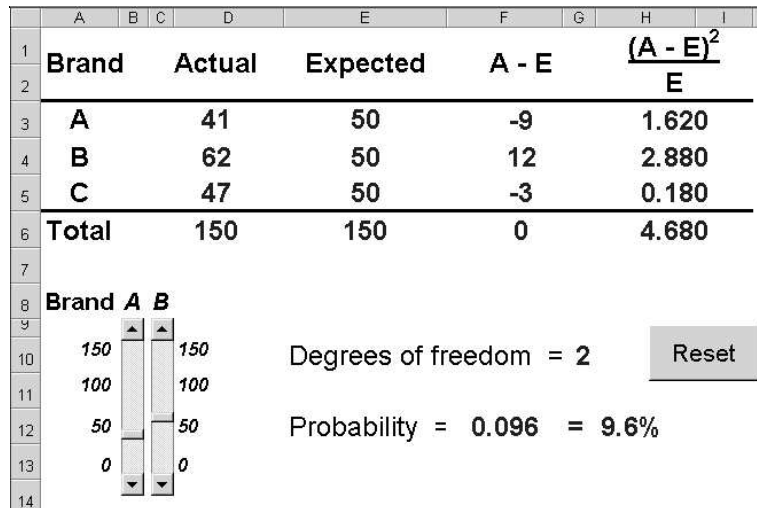 A B C D E F G H I
1 Brand Actual Expected A - E (A - E)²
2 E
3 A 41 50 -9 1.620
4 B 62 50 12 2.880
5 C 47 50 -3 0.180
6 Total 150 150 0 4.680
7
8 Brand A B
9
10 150 150 Degrees of freedom = 2 Reset
11 100 100
12 50 50 Probability = 0.096 = 9.6%
13 0 0
14